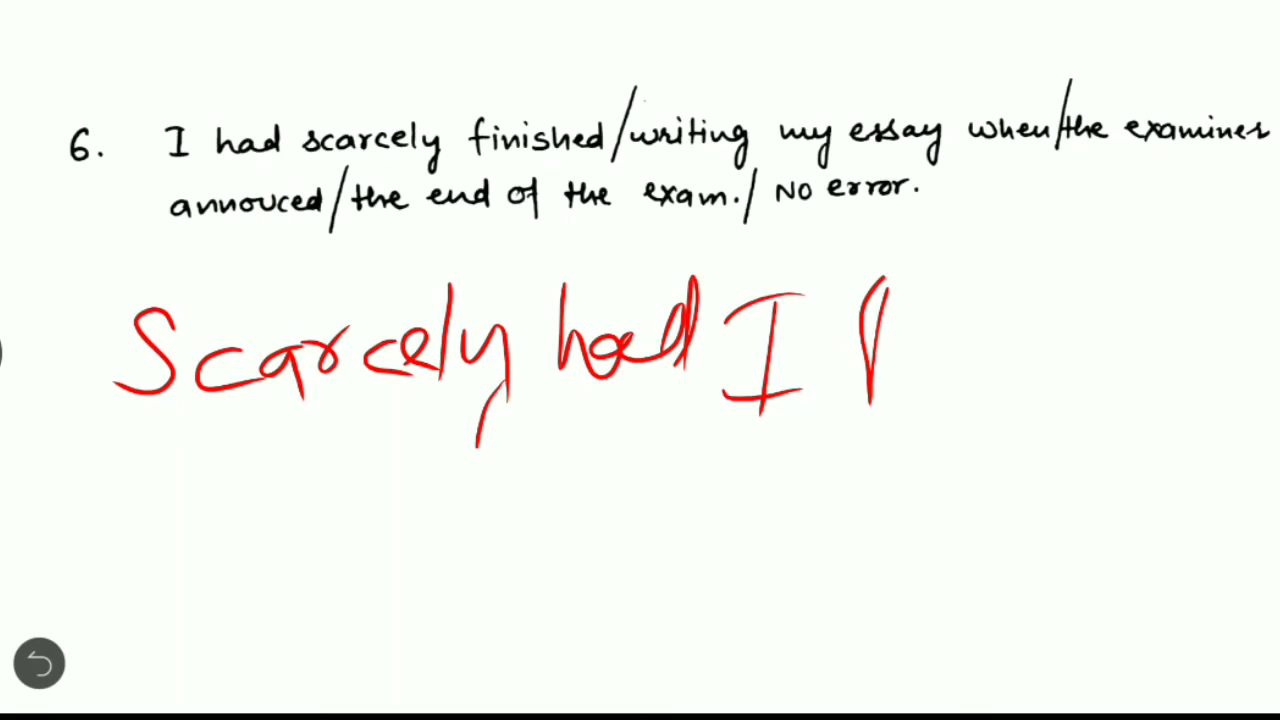 6. I had scarcely finished/writing my essay when/the examiner
annouced/the end of the exam./ No error.
Scarcely had I